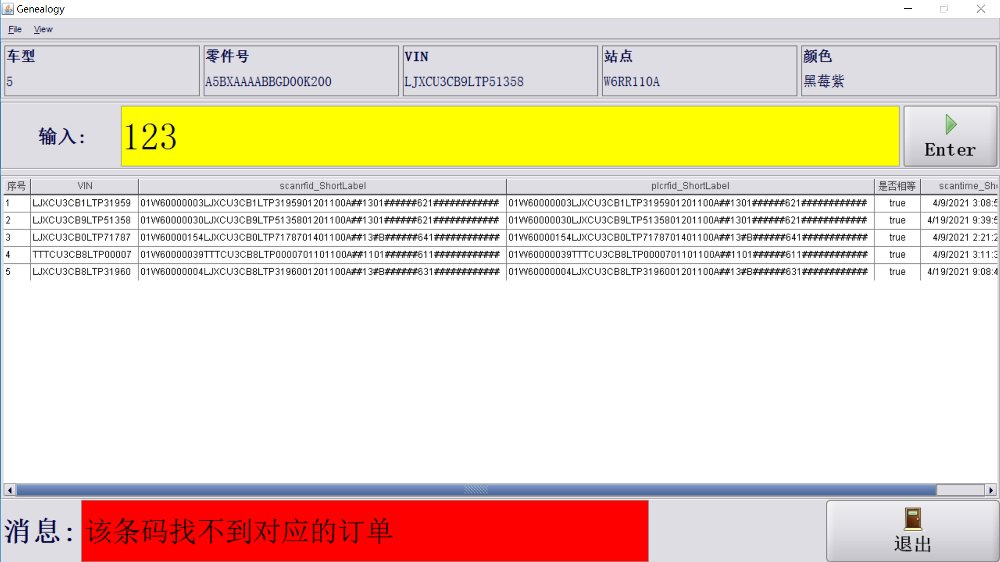 Genealogy
File View
车型 零件号 VIN 站点 颜色
5 A5BXAAAABBGD00K200 LJXCU3CB9LTP51358 W6RR110A 黑莓紫
输入: 123 Enter
序号 VIN scanrfid_ShortLabel plcrfid_ShortLabel 是否相等 scantime_Sh
1 LJXCU3CB1LTP31959 01W60000003LJXCU3CB1LTP3195901201100A##1301######621############ 01W60000003LJXCU3CB1LTP3195901201100A##1301######621############ true 4/9/2021 3:08:5
2 LJXCU3CB9LTP51358 01W60000030LJXCU3CB9LTP5135801201100A##1301######621############ 01W60000030LJXCU3CB9LTP5135801201100A##1301######621############ true 4/19/2021 9:39:5
3 LJXCU3CB0LTP71787 01W60000154LJXCU3CB0LTP7178701401100A##13#B######641############ 01W60000154LJXCU3CB0LTP7178701401100A##13#B######641############ true 4/9/2021 2:21:2
4 TTTCU3CB8LTP00007 01W60000039TTTCU3CB8LTP0000701101100A##1101######611############ 01W60000039TTTCU3CB8LTP0000701101100A##1101######611############ true 4/9/2021 3:11:3
5 LJXCU3CB8LTP31960 01W60000004LJXCU3CB8LTP3196001201100A##13#B######631############ 01W60000004LJXCU3CB8LTP3196001201100A##13#B######631############ true 4/19/2021 9:08:4
消息: 该条码找不到对应的订单 退出